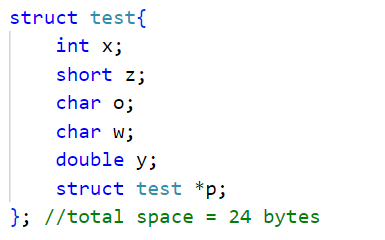 struct test{
    int x;
    short z;
    char o;
    char w;
    double y;
    struct test *p;
}; //total space = 24 bytes